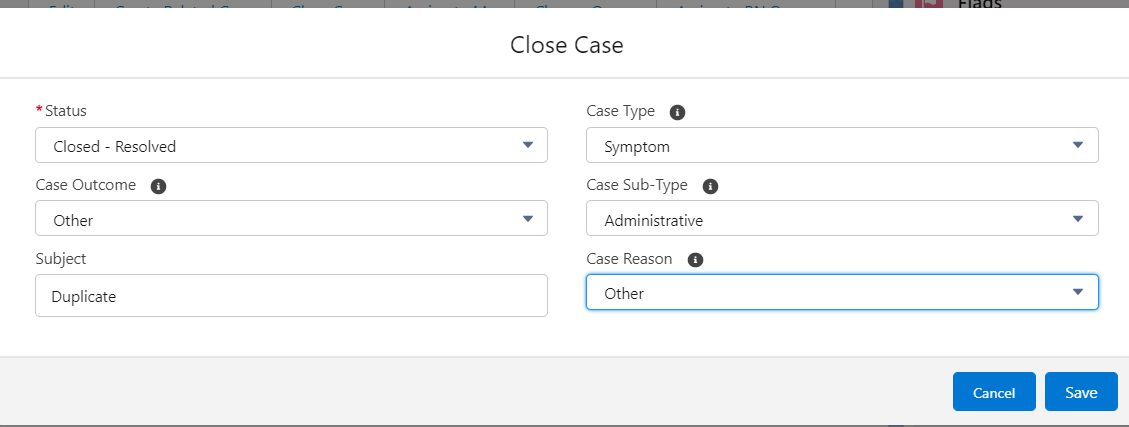 Flags
Close Case
*Status
Case Type
Closed - Resolved
Symptom
Case Outcome
Case Sub-Type
Other
Administrative
Subject
Case Reason
Duplicate
Other
Cancel Save